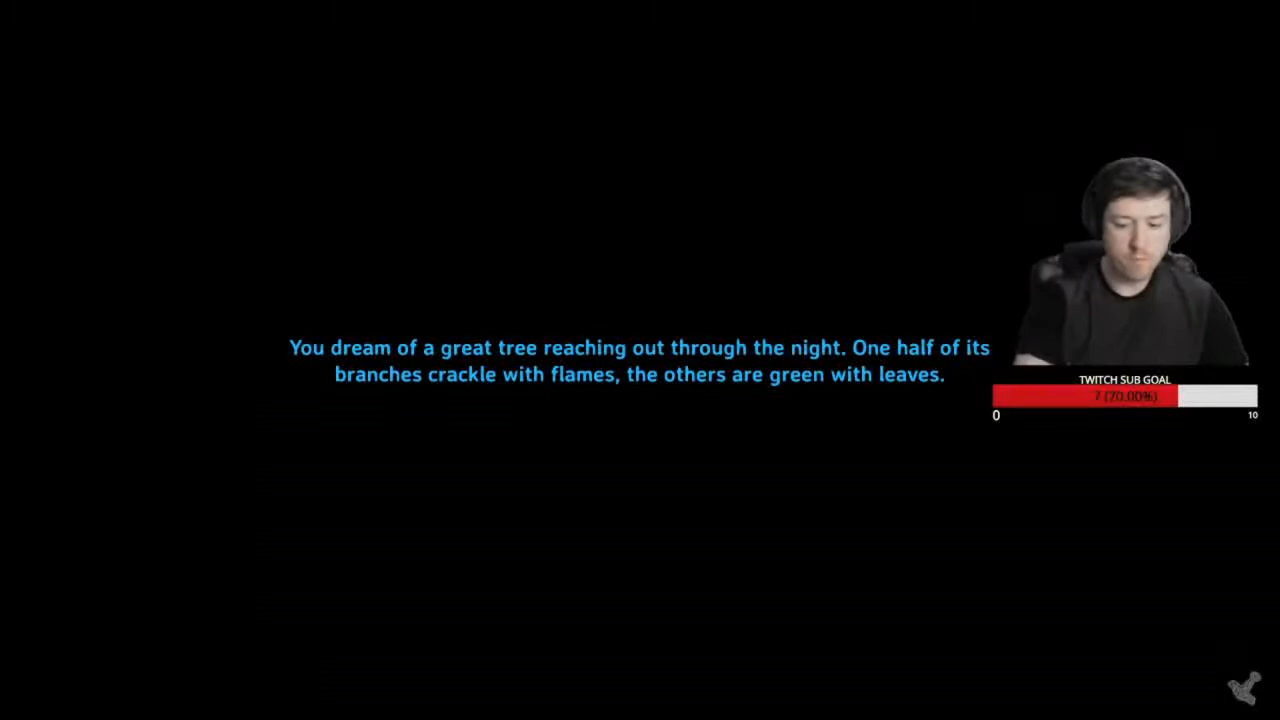 You dream of a great tree reaching out through the night. One half of its
branches crackle with flames, the others are green with leaves.
TWITCH SUB GOAL
7 (70.00%)
0
10